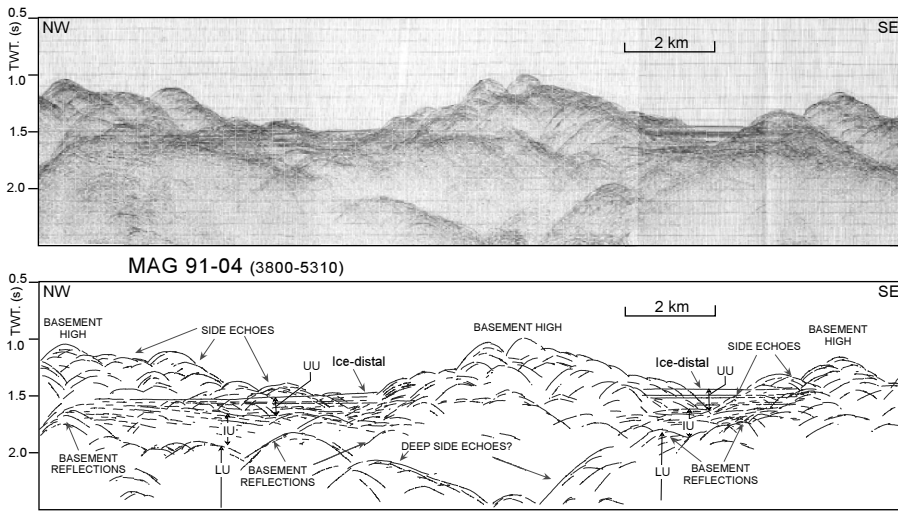 0.5
NW
SE
TWT. (s)
2 km
1.0
1.5
2.0
MAG 91-04 (3800-5310)
0.5
NW
SE
TWT. (s)
2 km
BASEMENT
HIGH
SIDE ECHOES
BASEMENT HIGH
BASEMENT
HIGH
1.0
Ice-distal
UU
Ice-distal
SIDE ECHOES
UU
1.5
IU
IU
BASEMENT
REFLECTIONS
LU
BASEMENT
REFLECTIONS
DEEP SIDE ECHOES?
LU
BASEMENT
REFLECTIONS
2.0